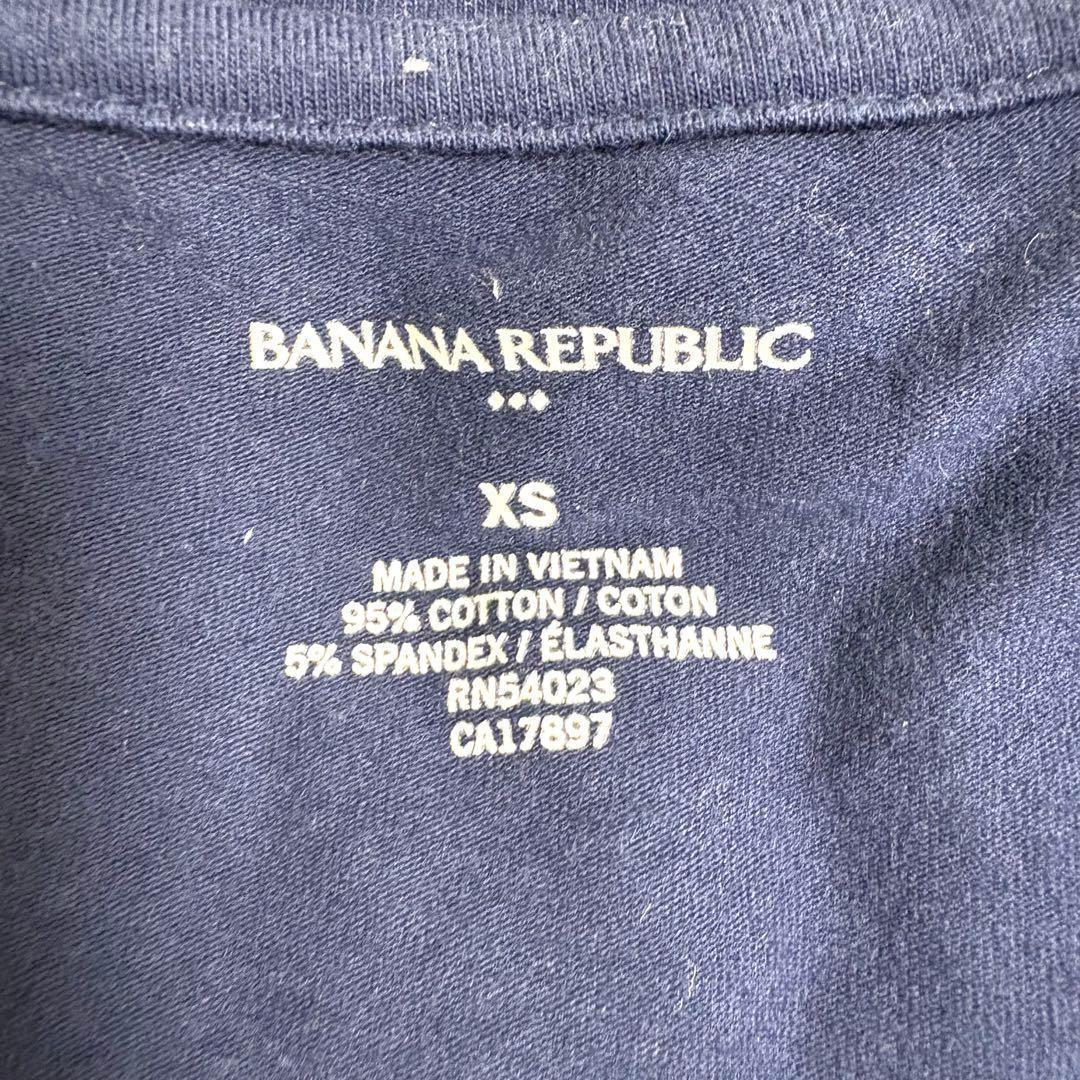 BANANA REPUBLIC
XS
MADE IN VIETNAM
95% COTTON / COTON
5% SPANDEX / ÉLASTHANNE
RN54023
CA17897